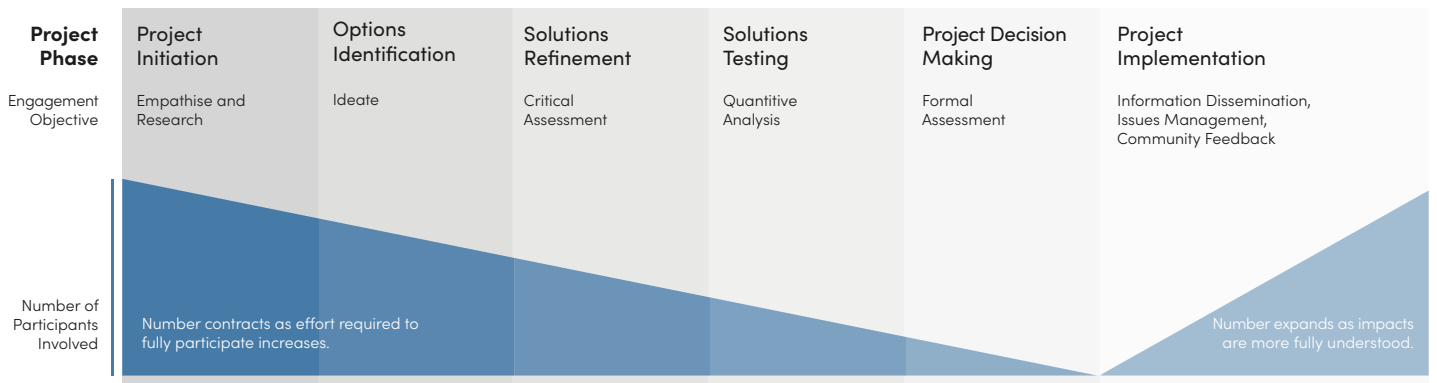 Project
Phase
Project
Initiation
Options
Identification
Solutions
Refinement
Solutions
Testing
Project Decision
Making
Project
Implementation
Engagement
Objective
Empathise and
Research
Ideate
Critical
Assessment
Quantitive
Analysis
Formal
Assessment
Information Dissemination,
Issues Management,
Community Feedback
Number of
Participants
Involved
Number contracts as effort required to
fully participate increases.
Number expands as impacts
are more fully understood.